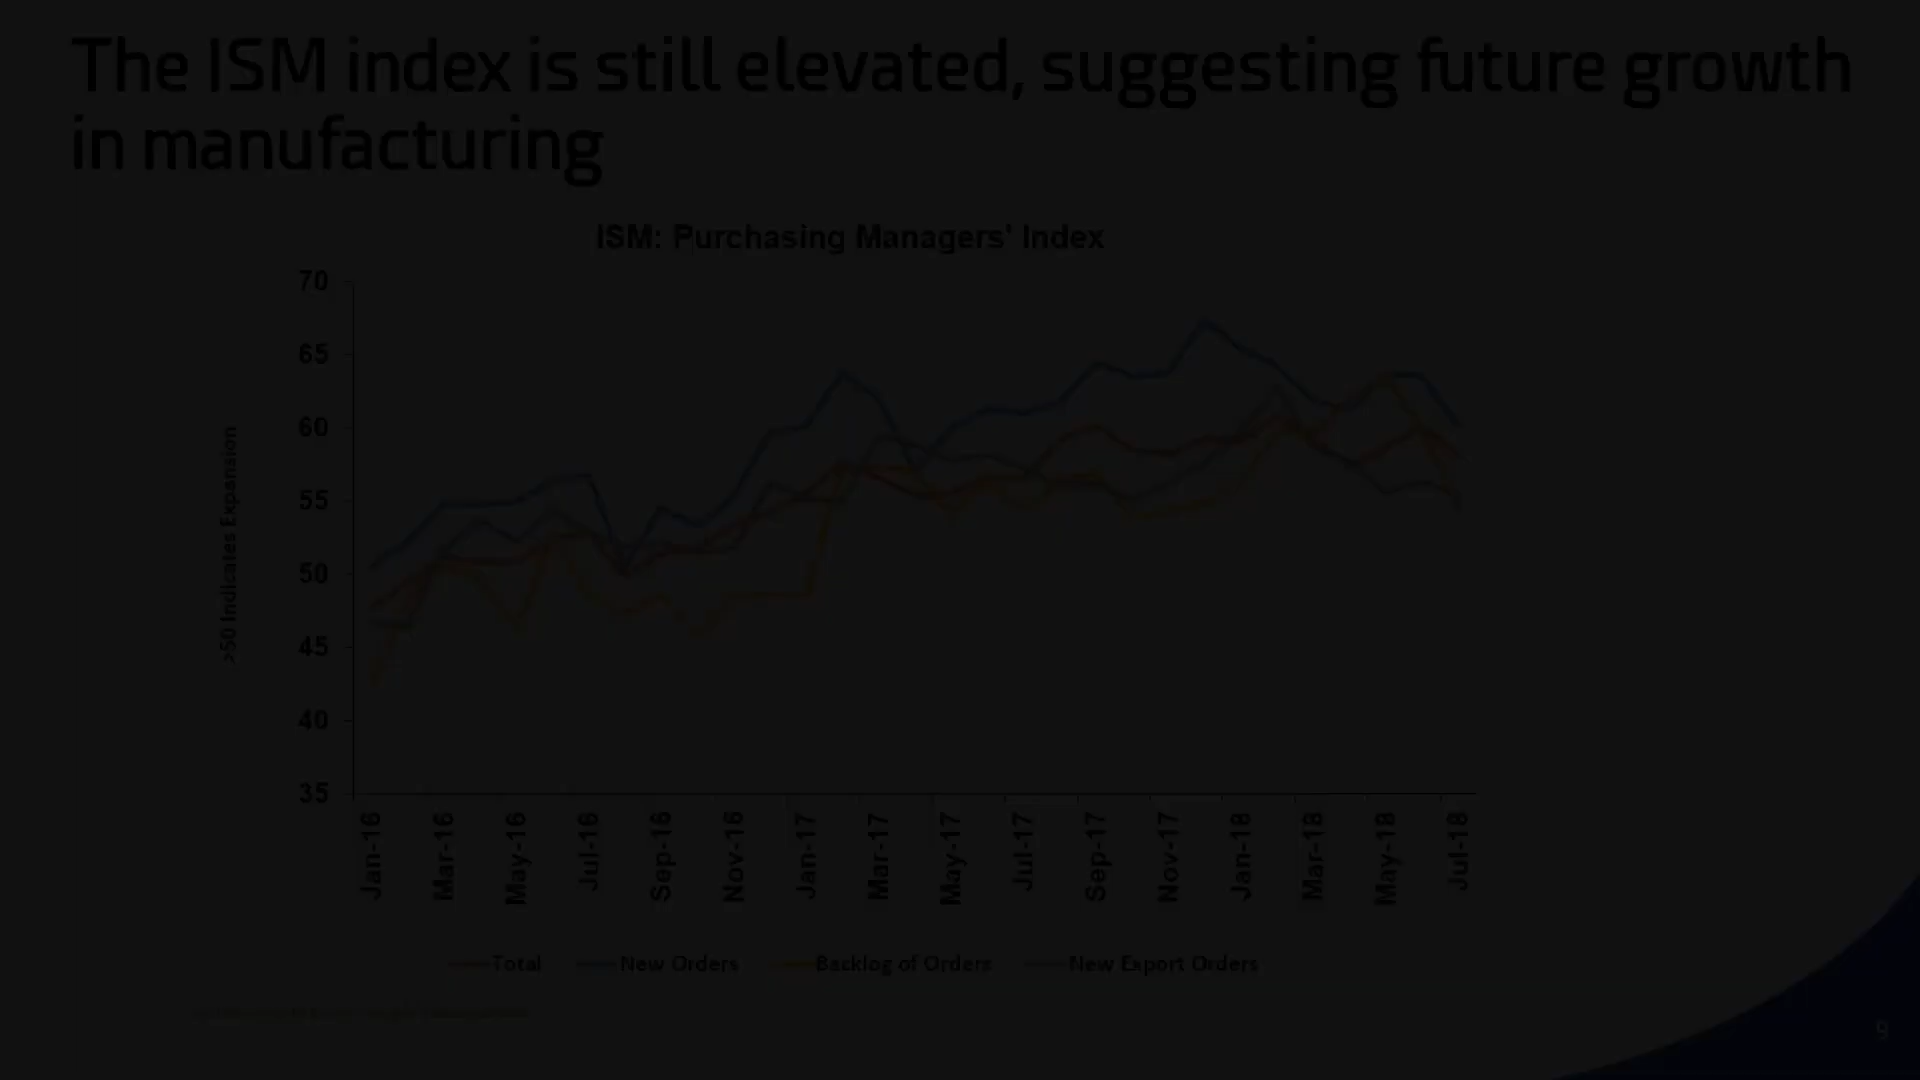 The ISM index is still elevated, suggesting future growth
in manufacturing
ISM: Purchasing Managers' Index
70
65
60
55
50
45
40
35
>50 Indicates Expansion
Jan-16
Mar-16
May-16
Jul-16
Sep-16
Nov-16
Jan-17
Mar-17
May-17
Jul-17
Sep-17
Nov-17
Jan-18
Mar-18
May-18
Jul-18
Total
New Orders
Backlog of Orders
New Export Orders
9